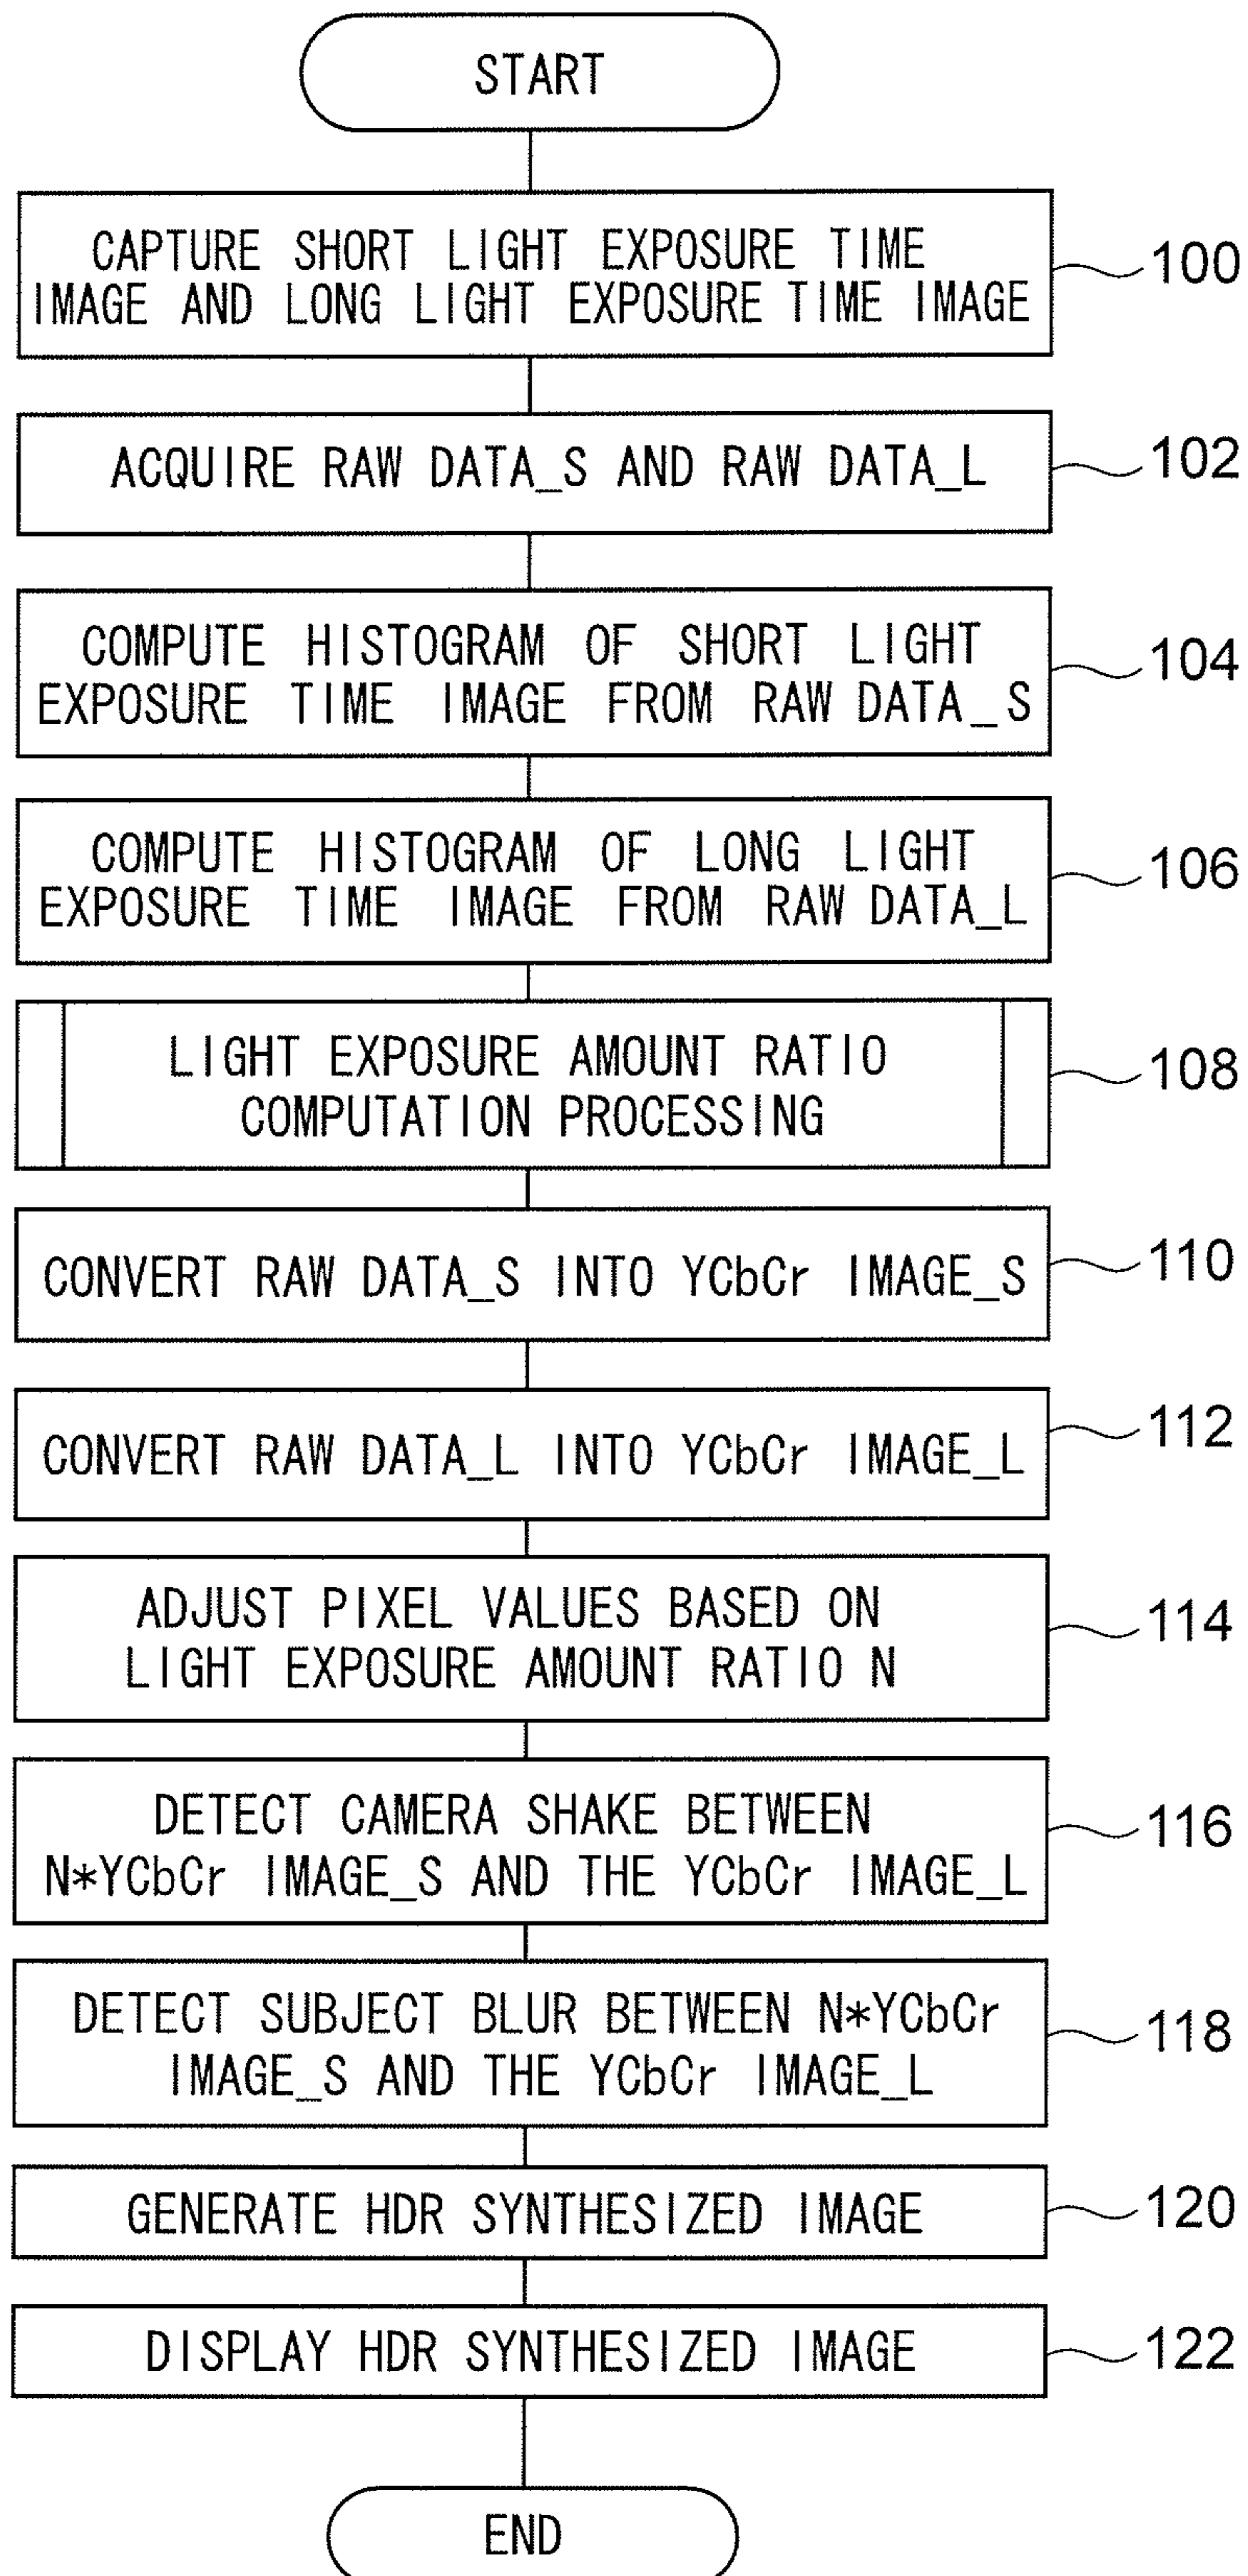 START
CAPTURE SHORT LIGHT EXPOSURE TIME
IMAGE AND LONG LIGHT EXPOSURE TIME IMAGE
100
ACQUIRE RAW DATA_S AND RAW DATA_L
102
COMPUTE HISTOGRAM OF SHORT LIGHT
EXPOSURE TIME IMAGE FROM RAW DATA_S
104
COMPUTE HISTOGRAM OF LONG LIGHT
EXPOSURE TIME IMAGE FROM RAW DATA_L
106
LIGHT EXPOSURE AMOUNT RATIO
COMPUTATION PROCESSING
108
CONVERT RAW DATA_S INTO YCbCr IMAGE_S
110
CONVERT RAW DATA_L INTO YCbCr IMAGE_L
112
ADJUST PIXEL VALUES BASED ON
LIGHT EXPOSURE AMOUNT RATIO N
114
DETECT CAMERA SHAKE BETWEEN
N*YCbCr IMAGE_S AND THE YCbCr IMAGE_L
116
DETECT SUBJECT BLUR BETWEEN N*YCbCr
IMAGE_S AND THE YCbCr IMAGE_L
118
GENERATE HDR SYNTHESIZED IMAGE
120
DISPLAY HDR SYNTHESIZED IMAGE
122
END